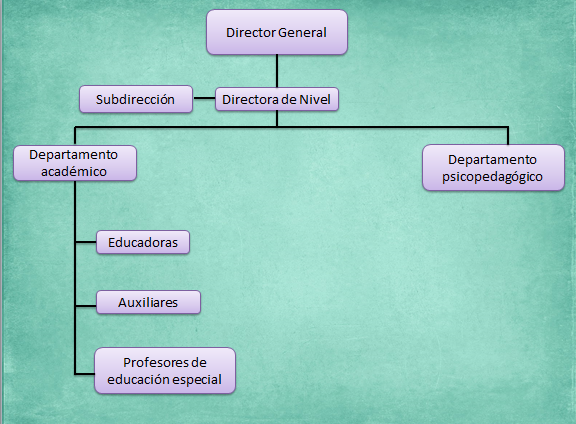 Director General
Subdirección
Directora de Nivel
Departamento
académico
Departamento
psicopedagógico
Educadoras
Auxiliares
Profesores de
educación especial